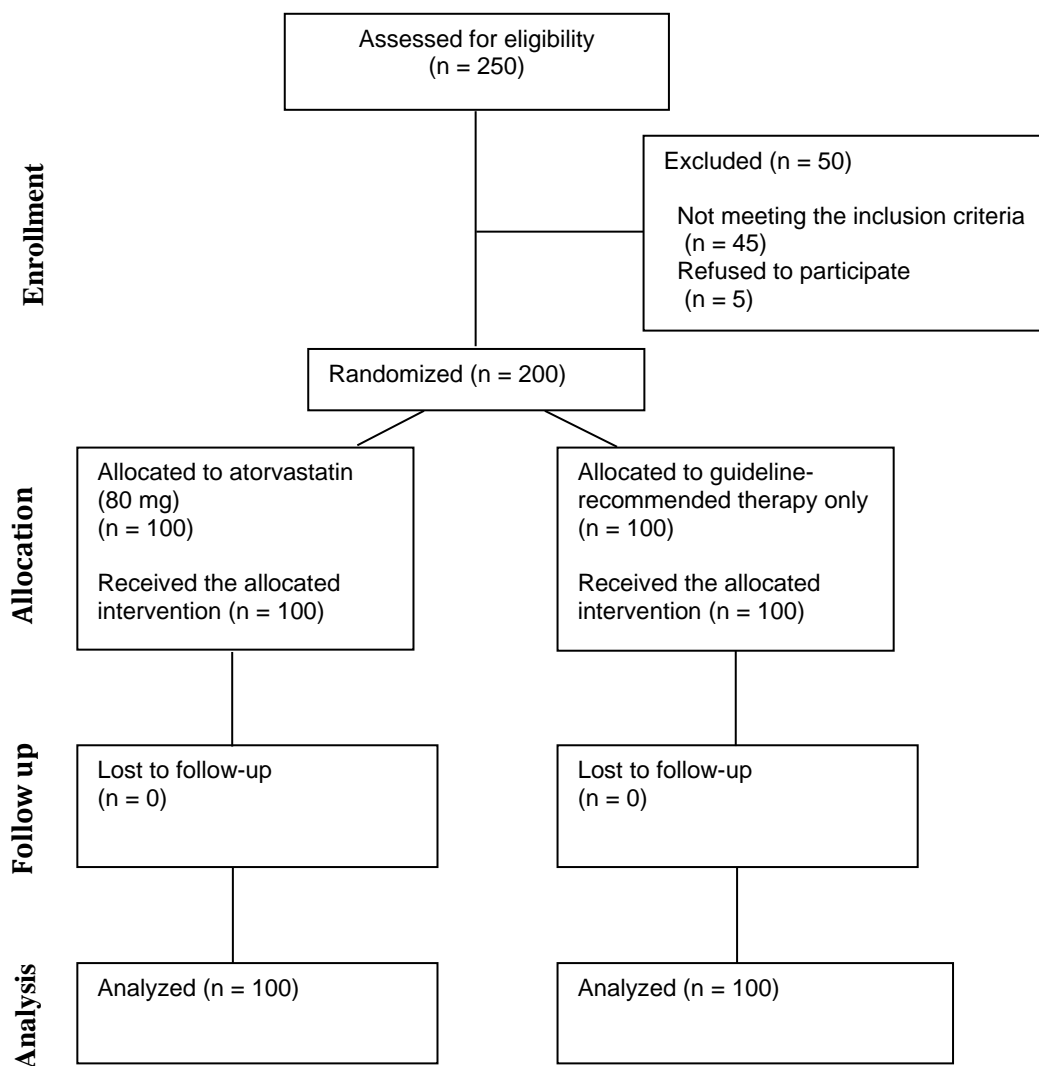 Assessed for eligibility
(n = 250)
Enrollment
Excluded (n = 50)
Not meeting the inclusion criteria
(n = 45)
Refused to participate
(n = 5)
Randomized (n = 200)
Allocation
Allocated to atorvastatin
(80 mg)
(n = 100)
Received the allocated
intervention (n = 100)
Allocated to guideline-
recommended therapy only
(n = 100)
Received the allocated
intervention (n = 100)
Follow up
Lost to follow-up
(n = 0)
Lost to follow-up
(n = 0)
Analysis
Analyzed (n = 100)
Analyzed (n = 100)